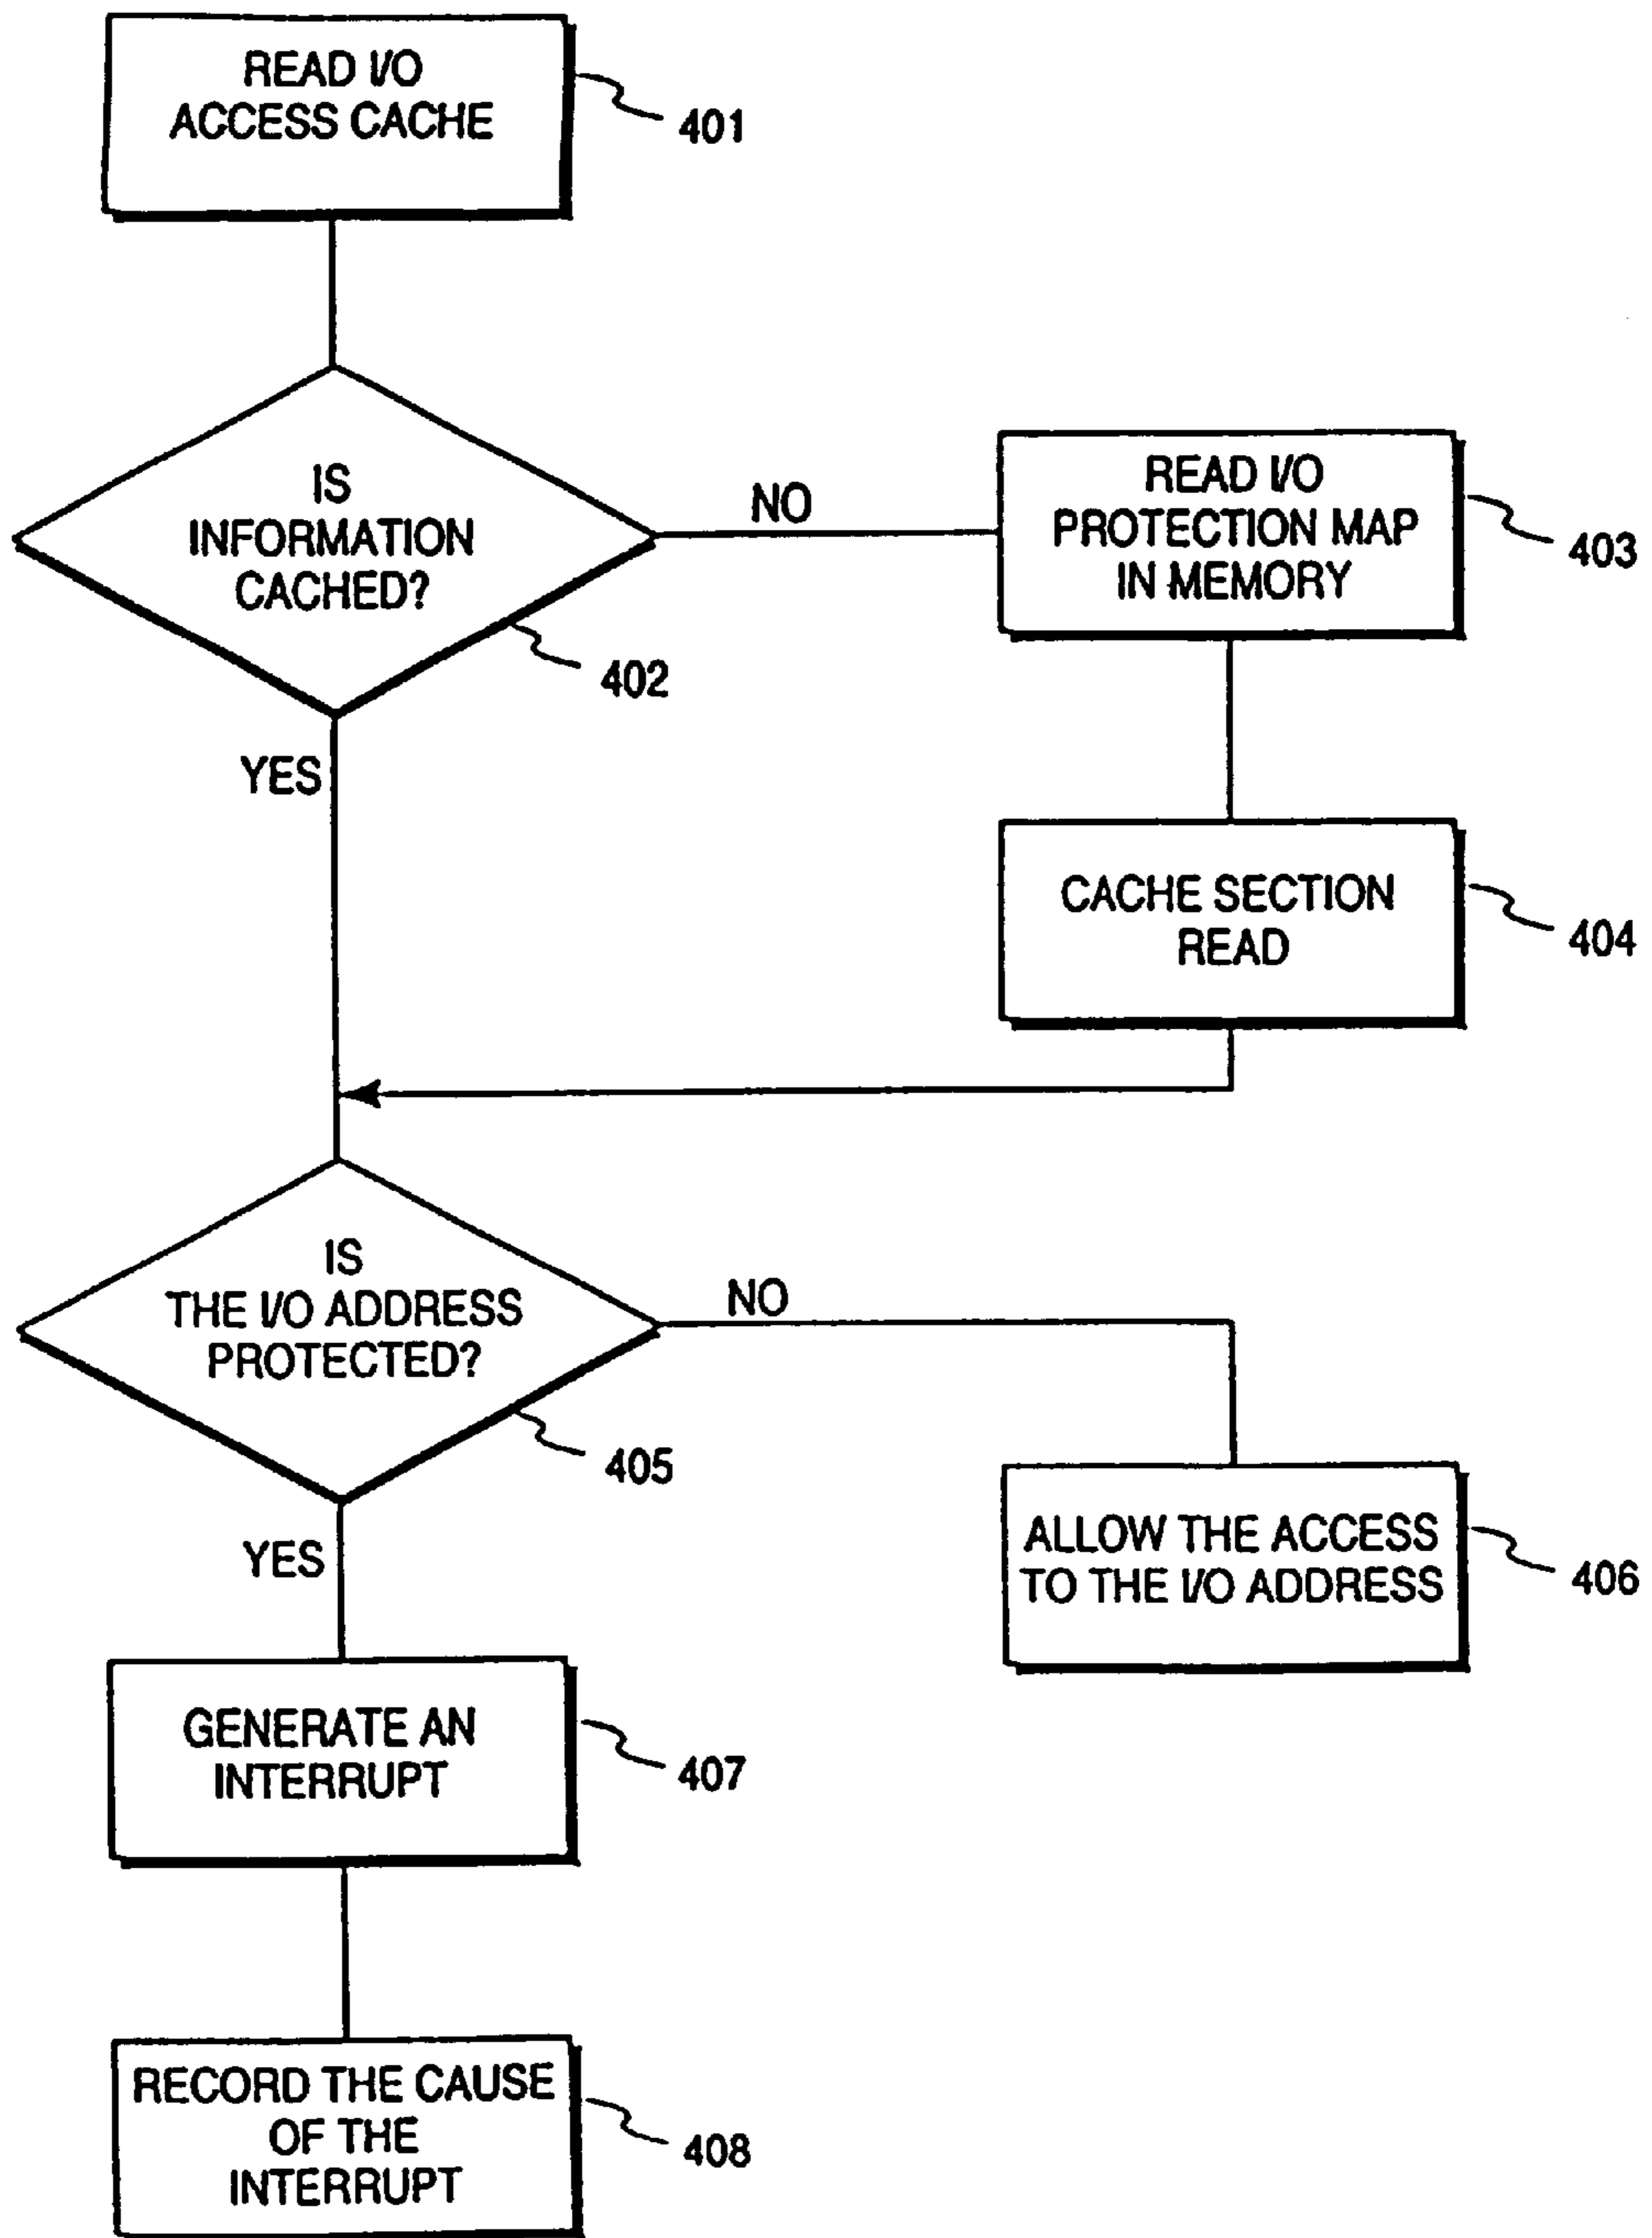 READ I/O
ACCESS CACHE
401
IS
INFORMATION
CACHED?
402
NO
READ I/O
PROTECTION MAP
IN MEMORY
403
YES
CACHE SECTION
READ
404
IS
THE I/O ADDRESS
PROTECTED?
405
NO
ALLOW THE ACCESS
TO THE I/O ADDRESS
406
YES
GENERATE AN
INTERRUPT
407
RECORD THE CAUSE
OF THE
INTERRUPT
408